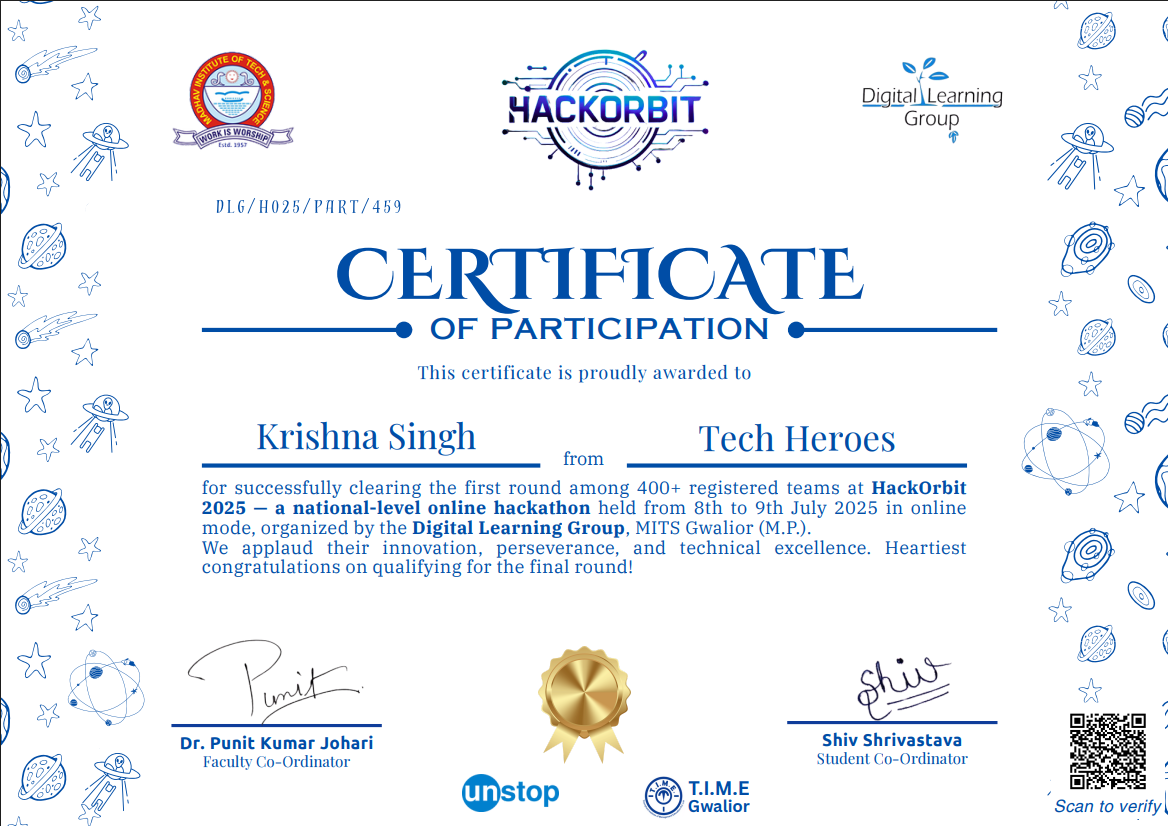 MADHAV INSTITUTE OF TECH & SCIENCE
WORK IS WORSHIP
Estd. 1957
HACKORBIT
Digital Learning
Group
DLG/HO25/PART/459
CERTIFICATE
OF PARTICIPATION
This certificate is proudly awarded to
Krishna Singh from Tech Heroes
for successfully clearing the first round among 400+ registered teams at HackOrbit
2025 — a national-level online hackathon held from 8th to 9th July 2025 in online
mode, organized by the Digital Learning Group, MITS Gwalior (M.P.).
We applaud their innovation, perseverance, and technical excellence. Heartiest
congratulations on qualifying for the final round!
Punit
Dr. Punit Kumar Johari
Faculty Co-Ordinator
Shiv
Shiv Shrivastava
Student Co-Ordinator
unstop
T.I.M.E
T.I.M.E
Gwalior
Scan to verify